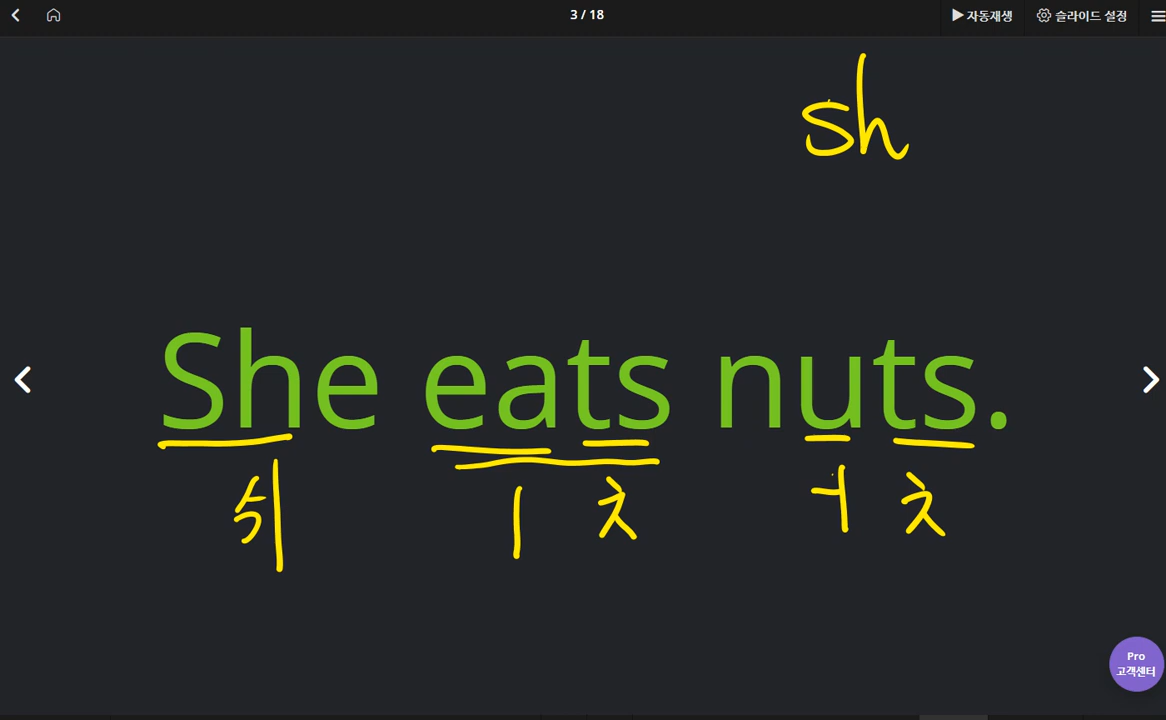 3 / 18
자동재생
슬라이드 설정
sh
She eats nuts.
ㅣ ㅊ ㅓ ㅊ
Pro
고객센터